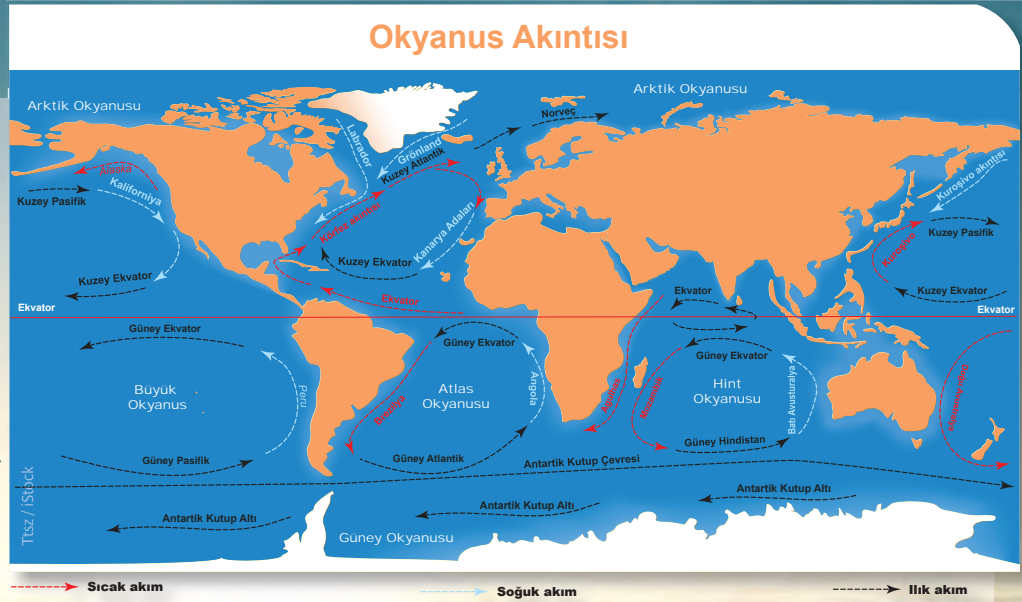 Okyanus Akıntısı
Arktik Okyanusu
Arktik Okyanusu
Norveç
Labrador
Grönland
Kuzey Atlantik
Alaska
Kaliforniya
Kuzey Pasifik
Kuroşivo akıntısı
Kuzey Pasifik
Körfez akıntısı
Kanarya Adaları
Kuroşivo
Kuzey Ekvator
Kuzey Ekvator
Kuzey Ekvator
Ekvator
Ekvator
Ekvator
Ekvator
Güney Ekvator
Güney Ekvator
Güney Ekvator
Büyük
Okyanus
Peru
Brezilya
Atlas
Okyanusu
Angola
Agulhas
Mozambik
Hint
Okyanusu
Batı Avusturalya
Güney Pasifik
Güney Atlantik
Güney Hindistan
Antartik Kutup Çevresi
Antartik Kutup Altı
Antartik Kutup Altı
Antartik Kutup Altı
Güney Okyanusu
Ttsz / iStock
Sıcak akım
Soğuk akım
Ilık akım